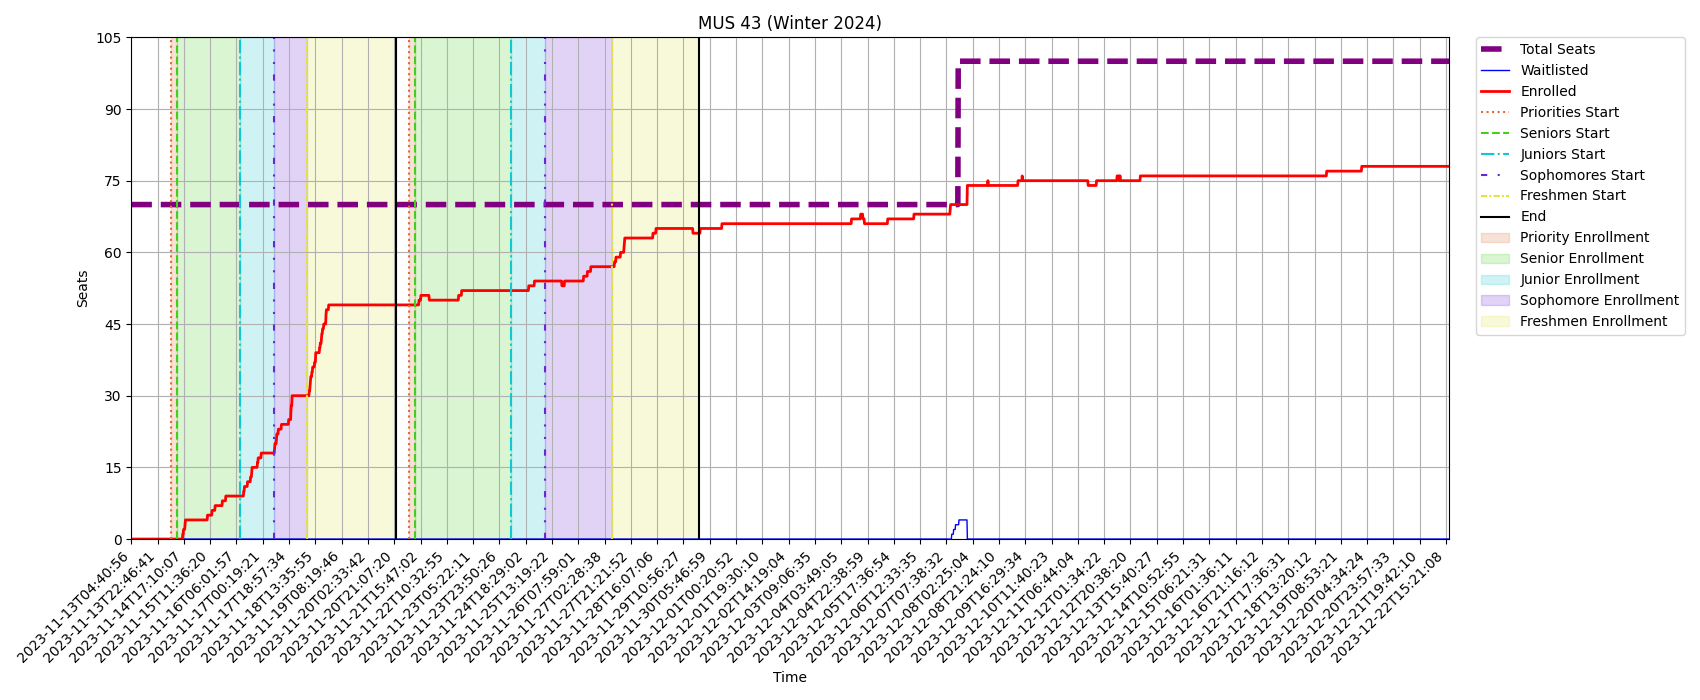 MUS 43 (Winter 2024)
105
90
75
60
45
30
15
0
Seats
2023-11-13T04:40:56
2023-11-13T22:46:41
2023-11-14T17:10:07
2023-11-15T11:36:20
2023-11-16T06:01:57
2023-11-17T00:19:23
2023-11-17T18:57:34
2023-11-18T13:35:55
2023-11-19T08:19:46
2023-11-20T02:33:42
2023-11-20T21:07:20
2023-11-21T15:47:02
2023-11-22T10:32:55
2023-11-23T05:22:11
2023-11-23T23:50:26
2023-11-24T18:29:02
2023-11-25T13:19:22
2023-11-26T07:59:01
2023-11-27T02:28:38
2023-11-27T21:21:52
2023-11-28T16:07:06
2023-11-29T10:56:27
2023-11-30T05:46:59
2023-12-01T00:20:52
2023-12-01T19:30:10
2023-12-02T14:19:04
2023-12-03T09:06:35
2023-12-04T03:49:05
2023-12-04T22:38:59
2023-12-05T17:36:54
2023-12-06T12:33:35
2023-12-07T07:38:32
2023-12-08T02:25:04
2023-12-08T21:24:10
2023-12-09T16:29:34
2023-12-10T11:40:23
2023-12-11T06:44:04
2023-12-12T01:34:22
2023-12-12T20:38:20
2023-12-13T15:40:27
2023-12-14T10:52:55
2023-12-15T06:21:31
2023-12-16T01:36:11
2023-12-16T21:16:12
2023-12-17T17:36:31
2023-12-18T13:20:12
2023-12-19T08:53:21
2023-12-20T04:34:24
2023-12-20T23:57:33
2023-12-21T19:42:10
2023-12-22T15:21:08
Time
Total Seats
Waitlisted
Enrolled
Priorities Start
Seniors Start
Juniors Start
Sophomores Start
Freshmen Start
End
Priority Enrollment
Senior Enrollment
Junior Enrollment
Sophomore Enrollment
Freshmen Enrollment